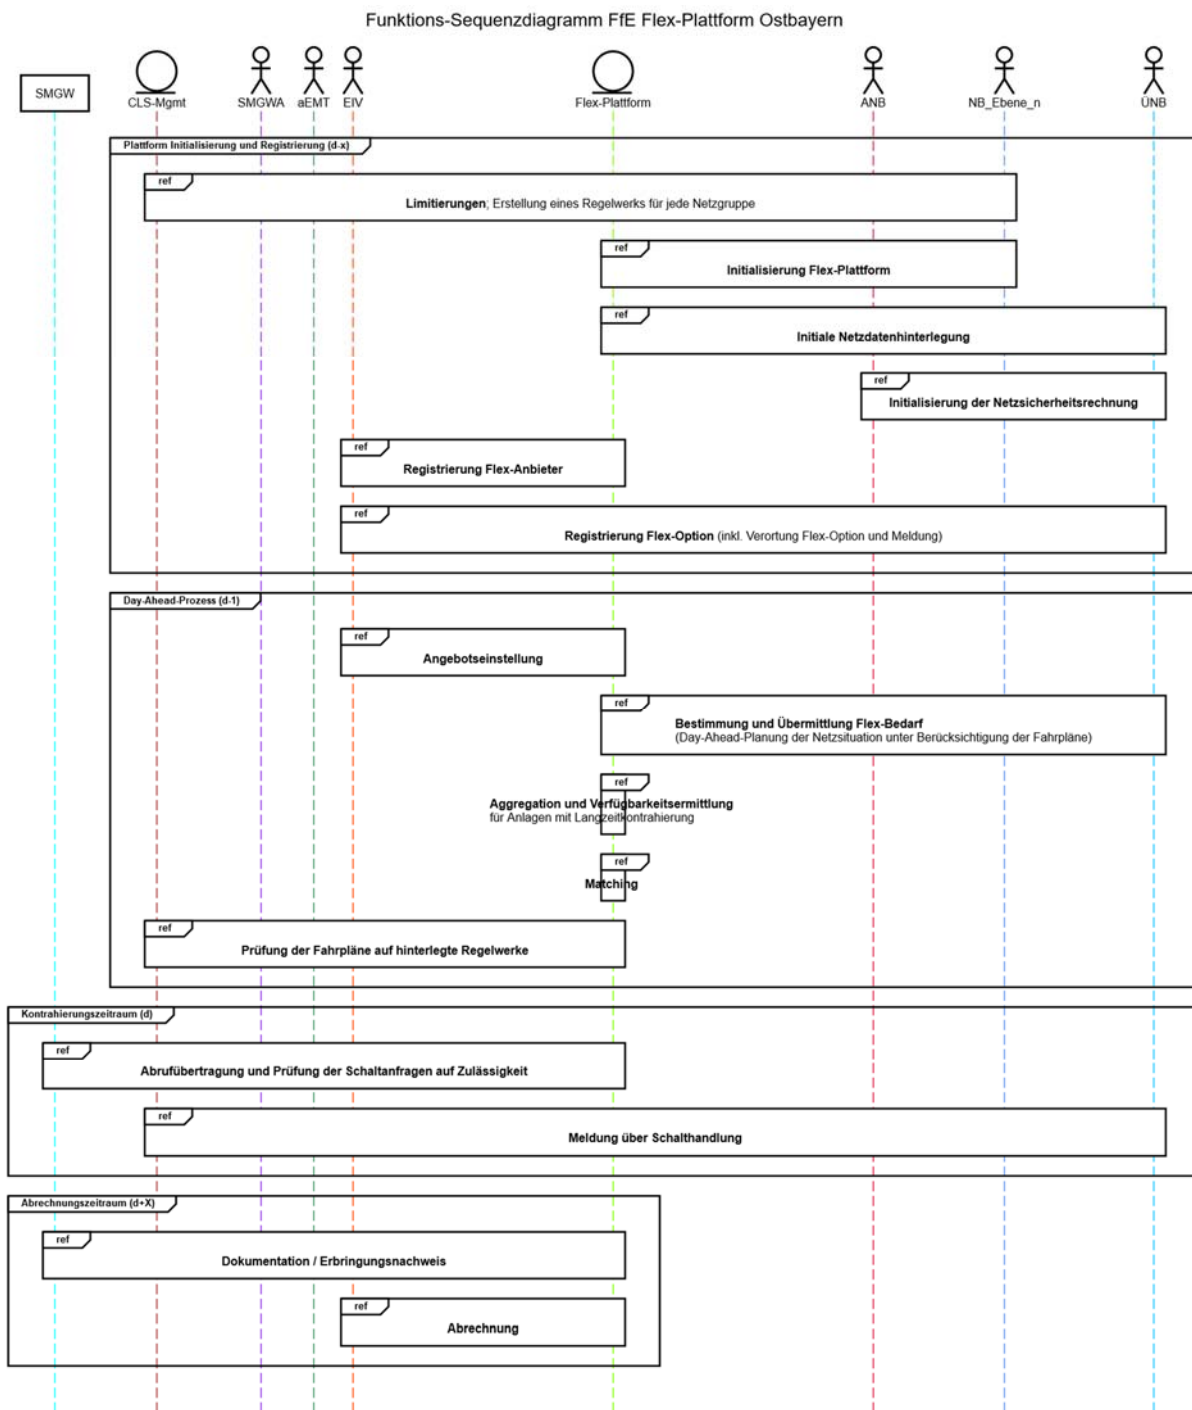 Funktions-Sequenzdiagramm FfE Flex-Plattform Ostbayern
SMGW
CLS-Mgmt
SMGWA
aEMT
EIV
Flex-Plattform
ANB
NB_Ebene_n
ÜNB
Plattform Initialisierung und Registrierung (d-x)
ref
Limitierungen; Erstellung eines Regelwerks für jede Netzgruppe
ref
Initialisierung Flex-Plattform
ref
Initiale Netzdatenhinterlegung
ref
Initialisierung der Netzsicherheitsrechnung
ref
Registrierung Flex-Anbieter
ref
Registrierung Flex-Option (inkl. Verortung Flex-Option und Meldung)
Day-Ahead-Prozess (d-1)
ref
Angebotseinstellung
ref
Bestimmung und Übermittlung Flex-Bedarf
(Day-Ahead-Planung der Netzsituation unter Berücksichtigung der Fahrpläne)
ref
Aggregation und Verfügbarkeitsermittlung
für Anlagen mit Langzeitkontrahierung
ref
Matching
ref
Prüfung der Fahrpläne auf hinterlegte Regelwerke
Kontrahierungszeitraum (d)
ref
Abrufübertragung und Prüfung der Schaltanfragen auf Zulässigkeit
ref
Meldung über Schalthandlung
Abrechnungszeitraum (d+X)
ref
Dokumentation / Erbringungsnachweis
ref
Abrechnung